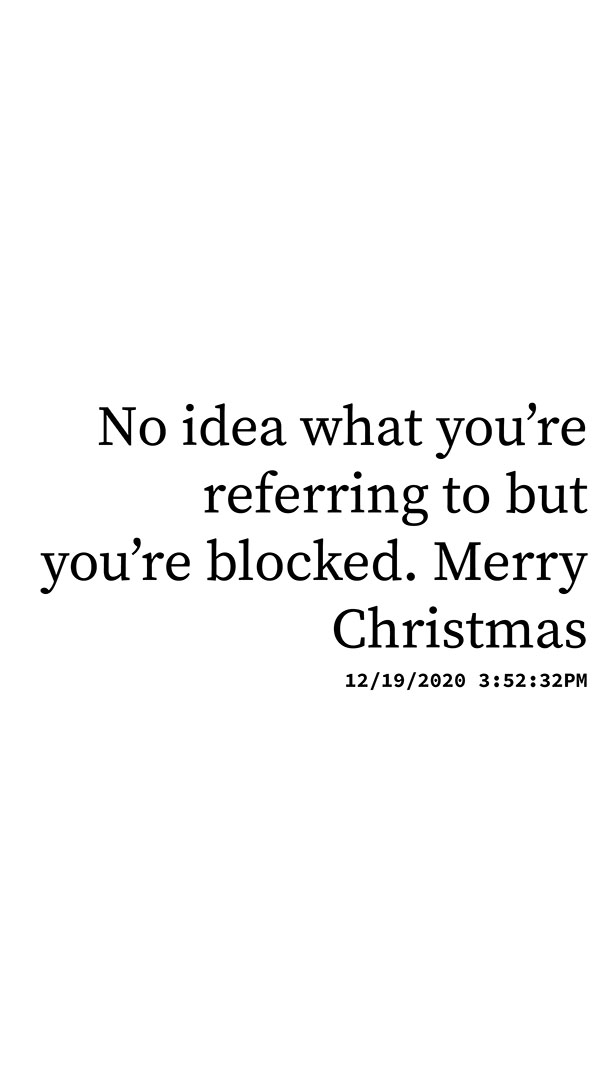 No idea what you’re
referring to but
you’re blocked. Merry
Christmas
12/19/2020 3:52:32PM